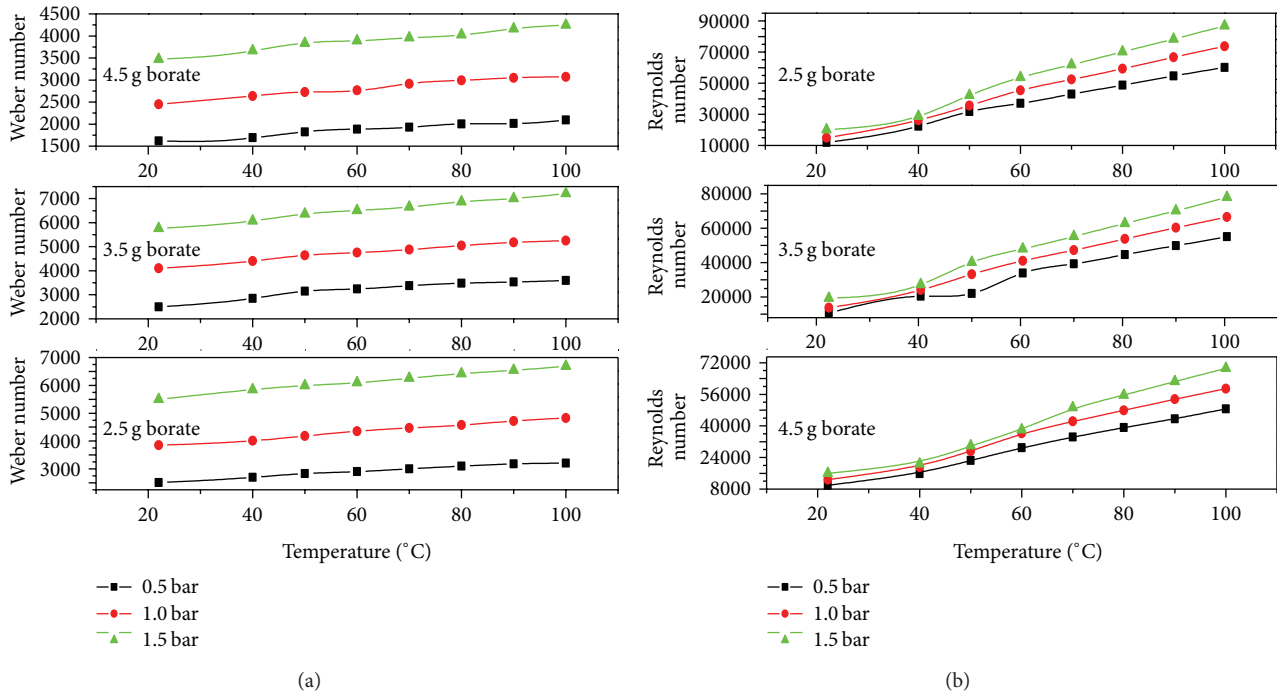 Weber number
4500
4000
3500
3000
2500
2000
1500
4.5 g borate
20 40 60 80 100
Weber number
7000
6000
5000
4000
3000
2000
3.5 g borate
20 40 60 80 100
Weber number
7000
6000
5000
4000
3000
2.5 g borate
20 40 60 80 100
Temperature (°C)
0.5 bar
1.0 bar
1.5 bar
(a)
Reynolds
number
90000
70000
50000
30000
10000
2.5 g borate
20 40 60 80 100
Reynolds
number
80000
60000
40000
20000
3.5 g borate
20 40 60 80 100
Reynolds
number
72000
56000
40000
24000
8000
4.5 g borate
20 40 60 80 100
Temperature (°C)
0.5 bar
1.0 bar
1.5 bar
(b)